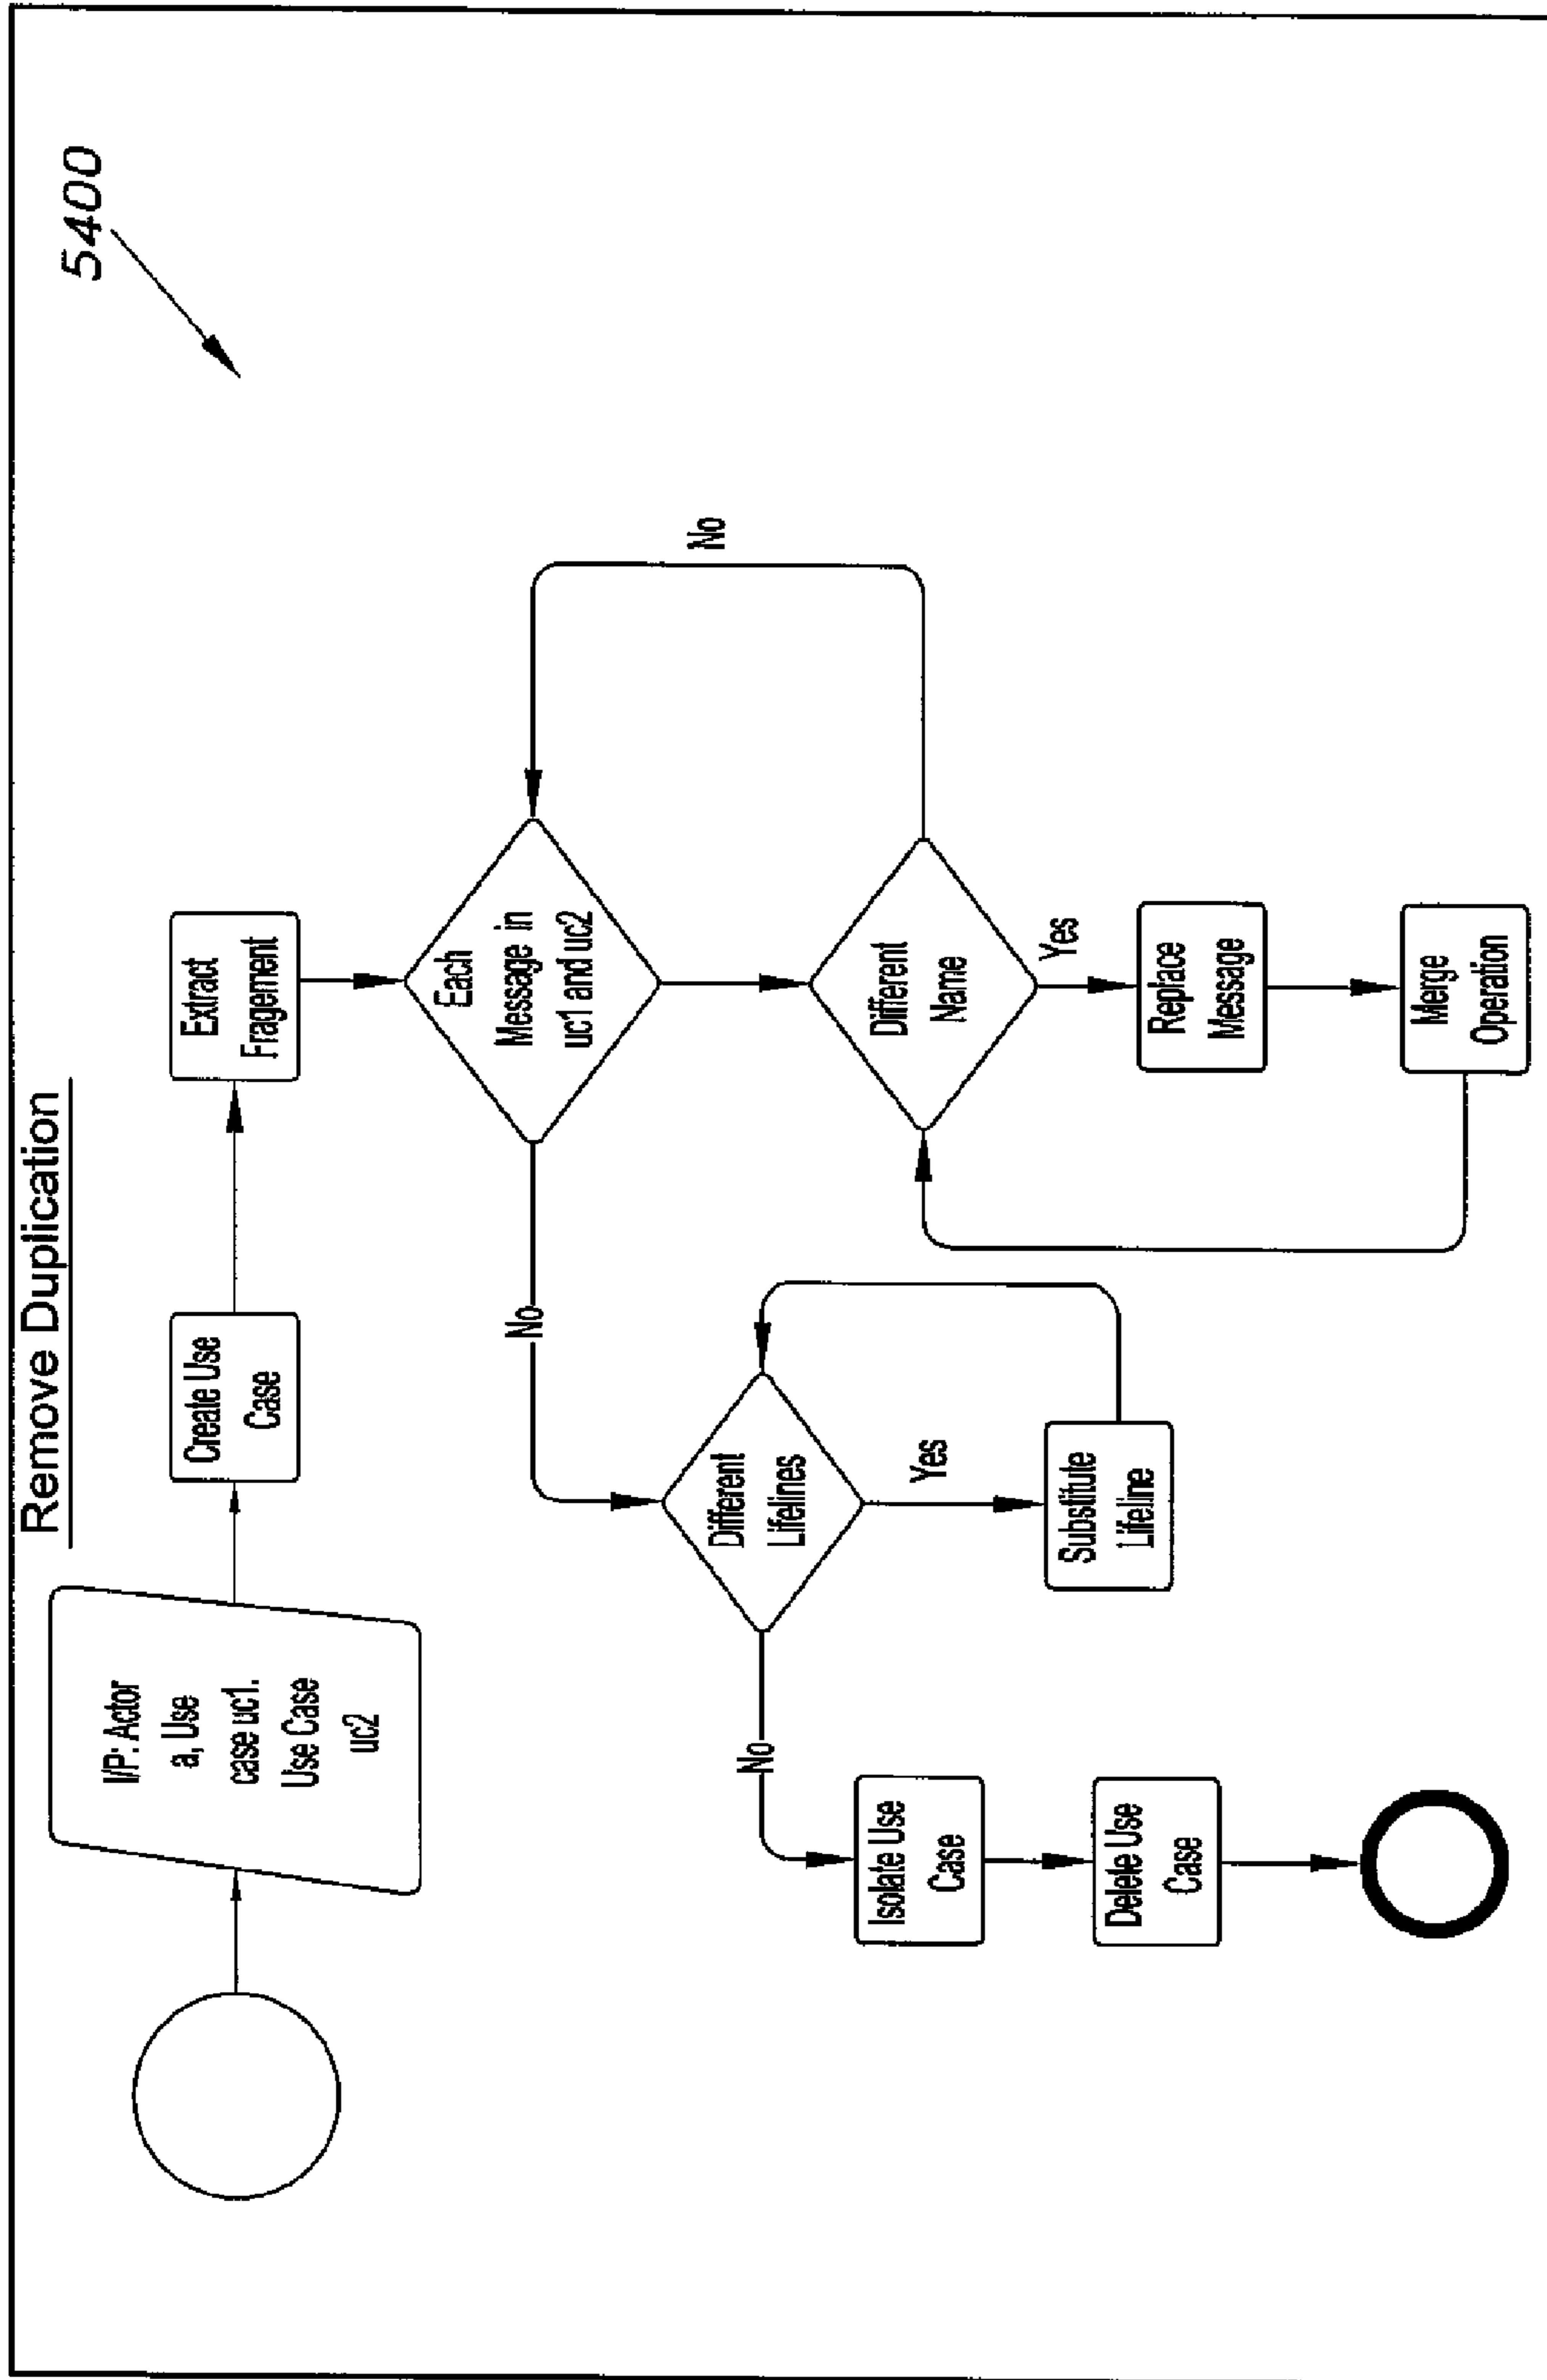 Remove Duplication
5400
I/P: Actor
a, Use
case uc1.
Use Case
uc2
Create Use
Case
Extract
Fragement
Each
Message in
uc1 and uc2
No
No
Different
Name
Yes
Replace
Message
Merge
Operation
Different
Lifelines
Yes
Substitute
Lifeline
No
Isolate Use
Case
Delete Use
Case